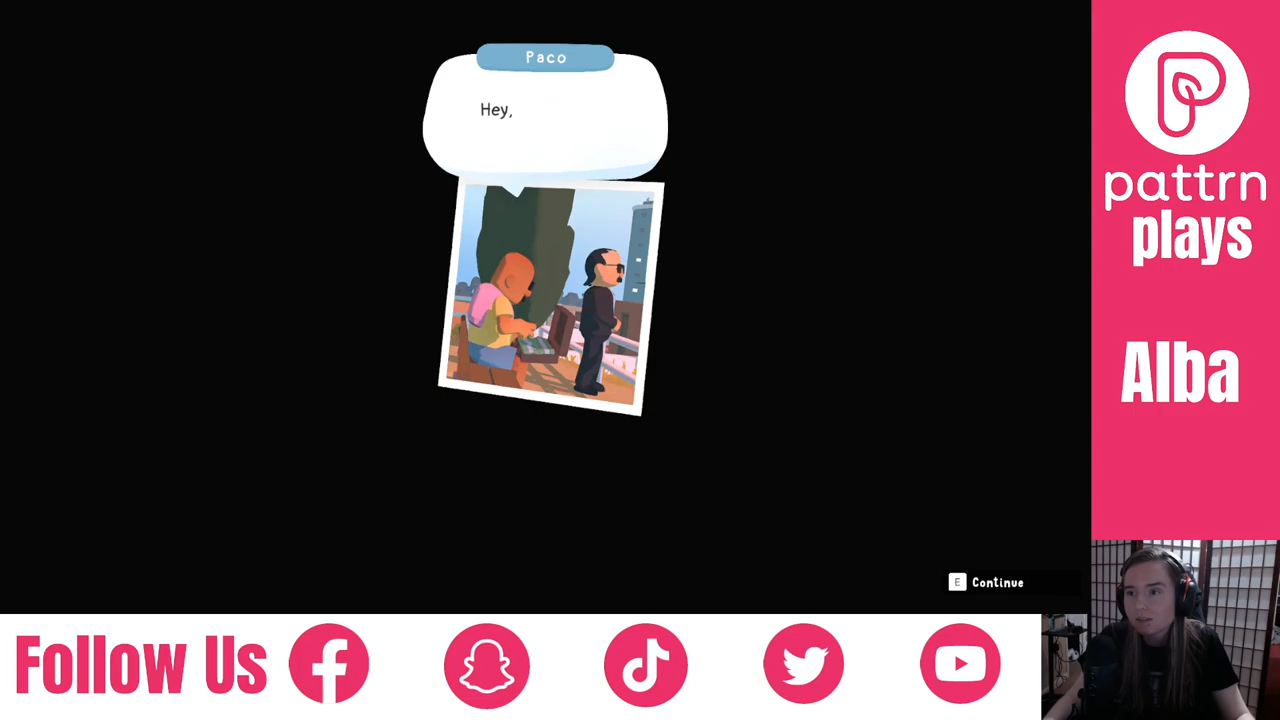 Paco
Hey,
E Continue
pattrn
plays
Alba
Follow Us